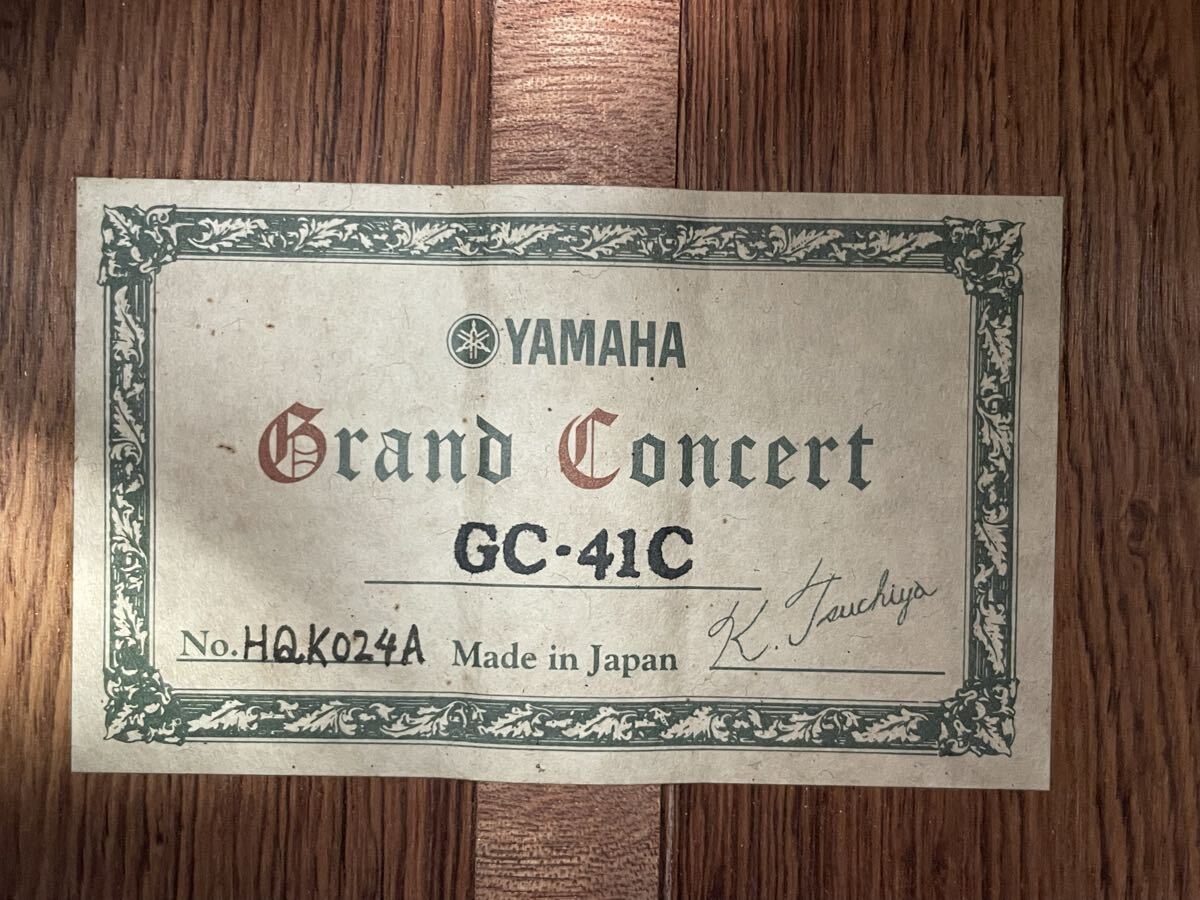 YAMAHA
Grand Concert
GC-41C
No. HQK024A Made in Japan K. Tsuchiya